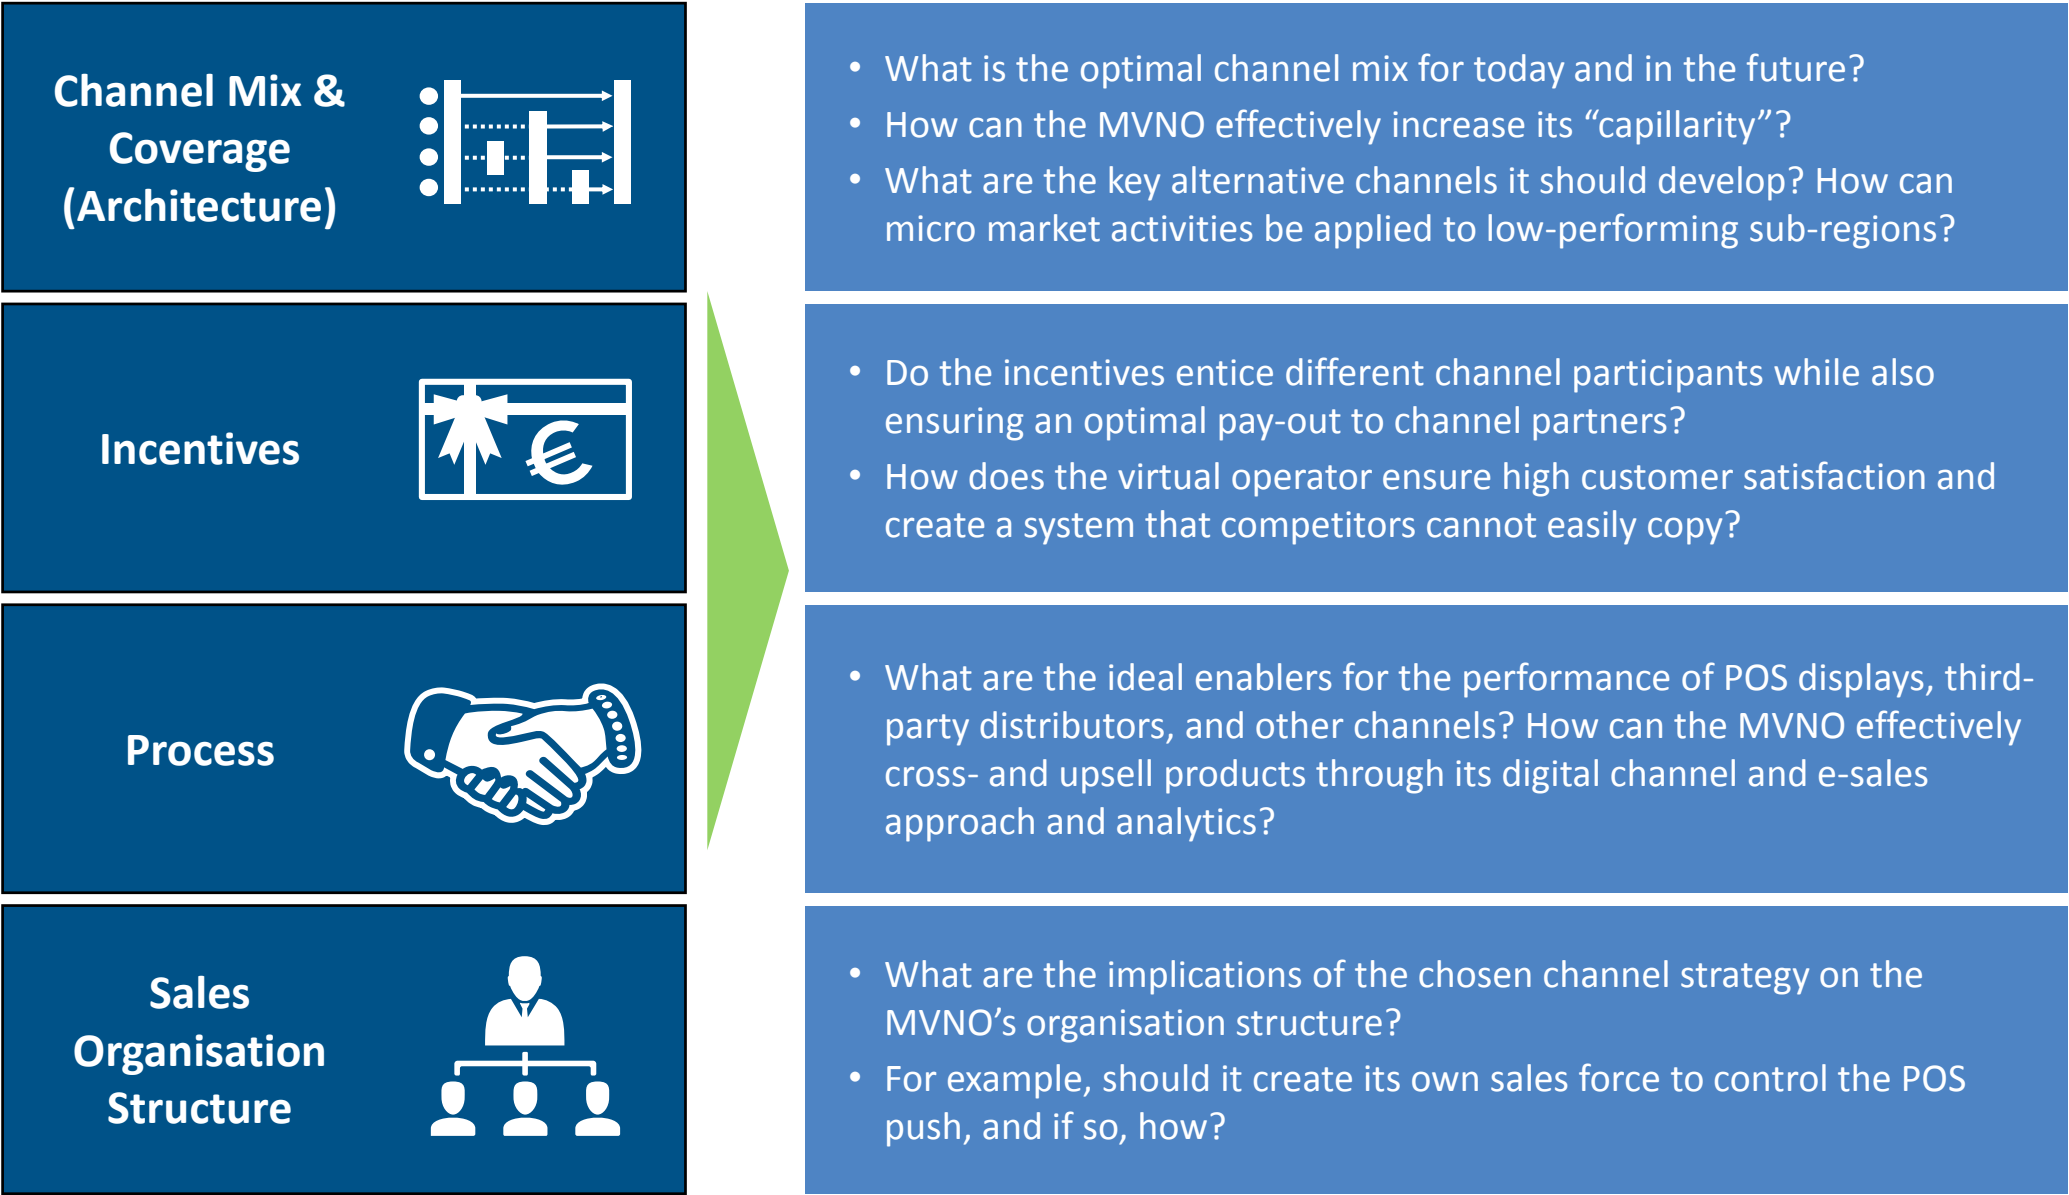 Channel Mix &
Coverage
(Architecture)
• What is the optimal channel mix for today and in the future?
• How can the MVNO effectively increase its “capillarity”?
• What are the key alternative channels it should develop? How can
micro market activities be applied to low-performing sub-regions?
Incentives
€
• Do the incentives entice different channel participants while also
ensuring an optimal pay-out to channel partners?
• How does the virtual operator ensure high customer satisfaction and
create a system that competitors cannot easily copy?
Process
• What are the ideal enablers for the performance of POS displays, third-
party distributors, and other channels? How can the MVNO effectively
cross- and upsell products through its digital channel and e-sales
approach and analytics?
Sales
Organisation
Structure
• What are the implications of the chosen channel strategy on the
MVNO’s organisation structure?
• For example, should it create its own sales force to control the POS
push, and if so, how?